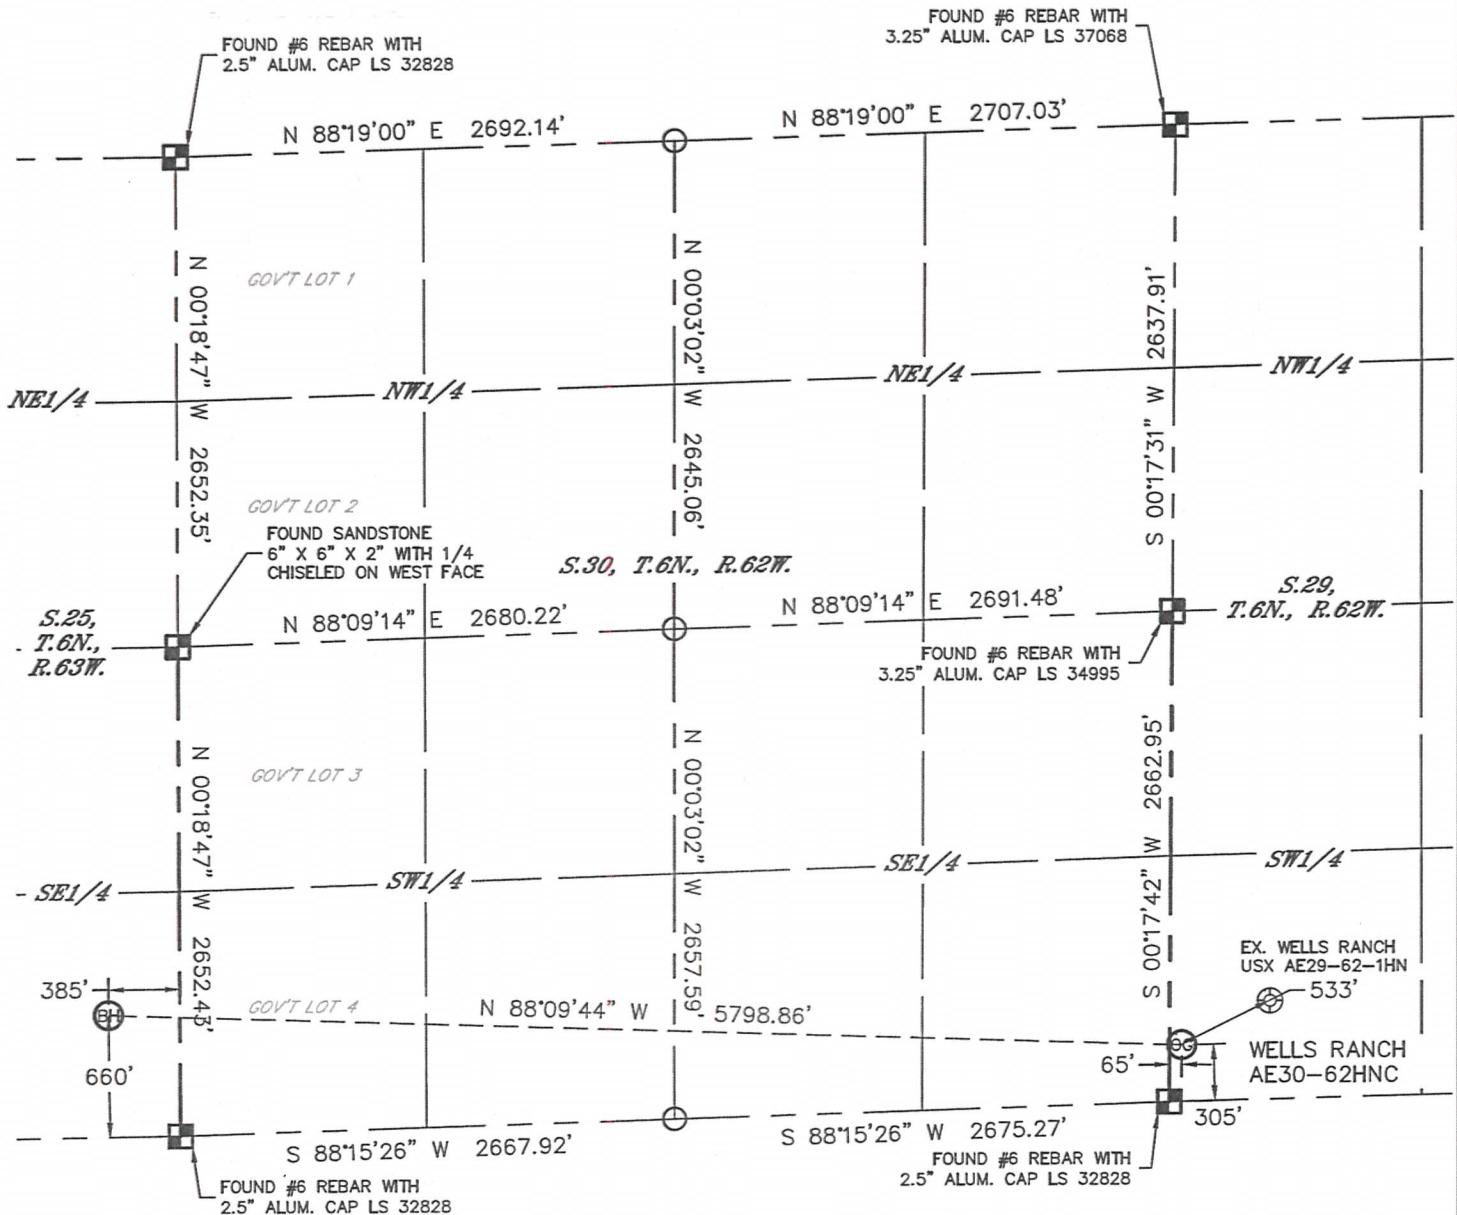 FOUND #6 REBAR WITH
3.25" ALUM. CAP LS 37068
FOUND #6 REBAR WITH
2.5" ALUM. CAP LS 32828
N 88°19'00" E 2692.14'
N 88°19'00" E 2707.03'
N 00°18'47" W 2652.35'
GOV'T LOT 1
N 00°03'02" W 2645.06'
S 00°17'31" W 2637.91'
NE1/4
NW1/4
NE1/4
NW1/4
GOV'T LOT 2
FOUND SANDSTONE
6" X 6" X 2" WITH 1/4
CHISELED ON WEST FACE
S.30, T.6N., R.62W.
S.25,
T.6N.,
R.63W.
N 88°09'14" E 2680.22'
N 88°09'14" E 2691.48'
S.29,
T.6N., R.62W.
FOUND #6 REBAR WITH
3.25" ALUM. CAP LS 34995
N 00°18'47" W 2652.43'
GOV'T LOT 3
N 00°03'02" W 2657.59'
S 00°17'42" W 2662.95'
SE1/4
SW1/4
SE1/4
SW1/4
EX. WELLS RANCH
USX AE29-62-1HN
533'
385'
BH
GOV'T LOT 4
N 88°09'44" W 5798.86'
OG
WELLS RANCH
AE30-62HNC
65'
305'
660'
S 88°15'26" W 2667.92'
S 88°15'26" W 2675.27'
FOUND #6 REBAR WITH
2.5" ALUM. CAP LS 32828
FOUND #6 REBAR WITH
2.5" ALUM. CAP LS 32828